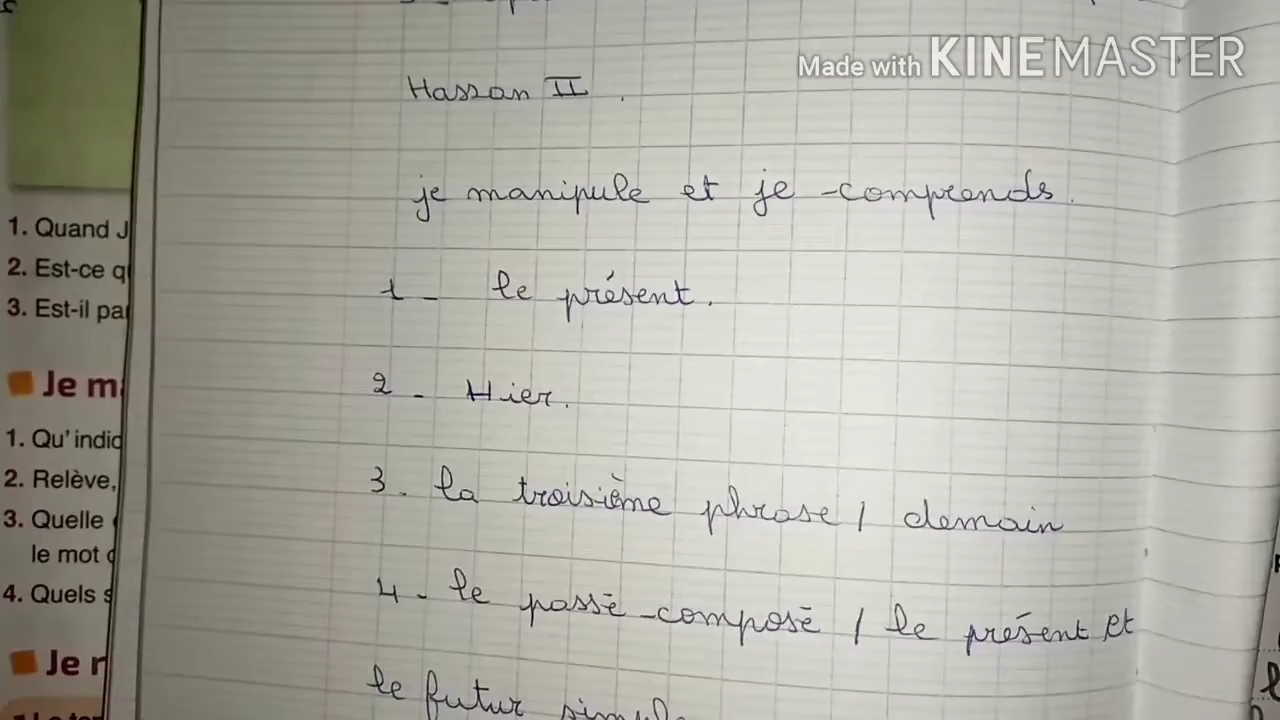 Made with KINEMASTER
Hassan II.
je manipule et je comprends.
1 - le présent.
2 - Hier.
3 - la troisième phrase / demain
4 - le passé composé / le présent et
le futur simple
1. Quand J
2. Est-ce q
3. Est-il pa
Je m
1. Qu'indic
2. Relève,
3. Quelle
le mot
4. Quels s
Je r